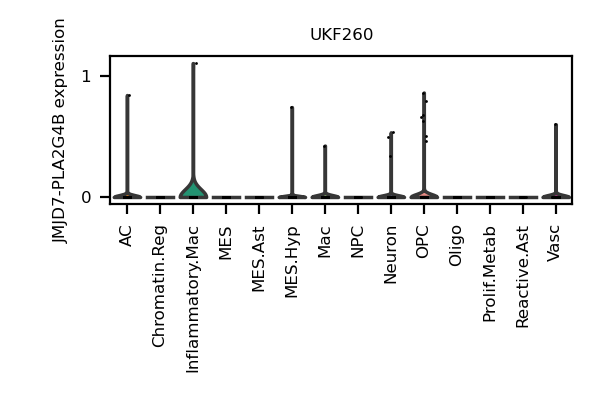 UKF260
JMJD7-PLA2G4B expression
1
0
AC
Chromatin.Reg
Inflammatory.Mac
MES
MES.Ast
MES.Hyp
Mac
NPC
Neuron
OPC
Oligo
Prolif.Metab
Reactive.Ast
Vasc